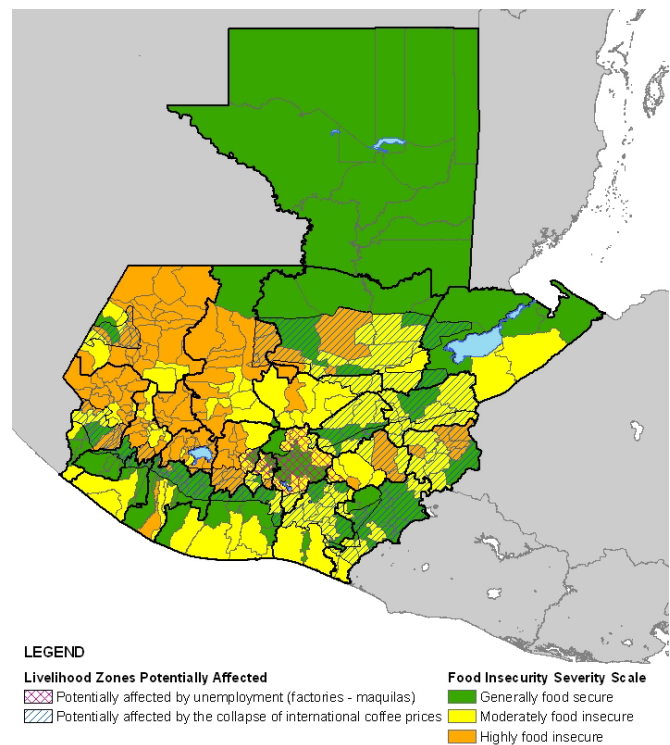 LEGEND
Livelihood Zones Potentially Affected
Potentially affected by unemployment (factories - maquilas)
Potentially affected by the collapse of international coffee prices
Food Insecurity Severity Scale
Generally food secure
Moderately food insecure
Highly food insecure